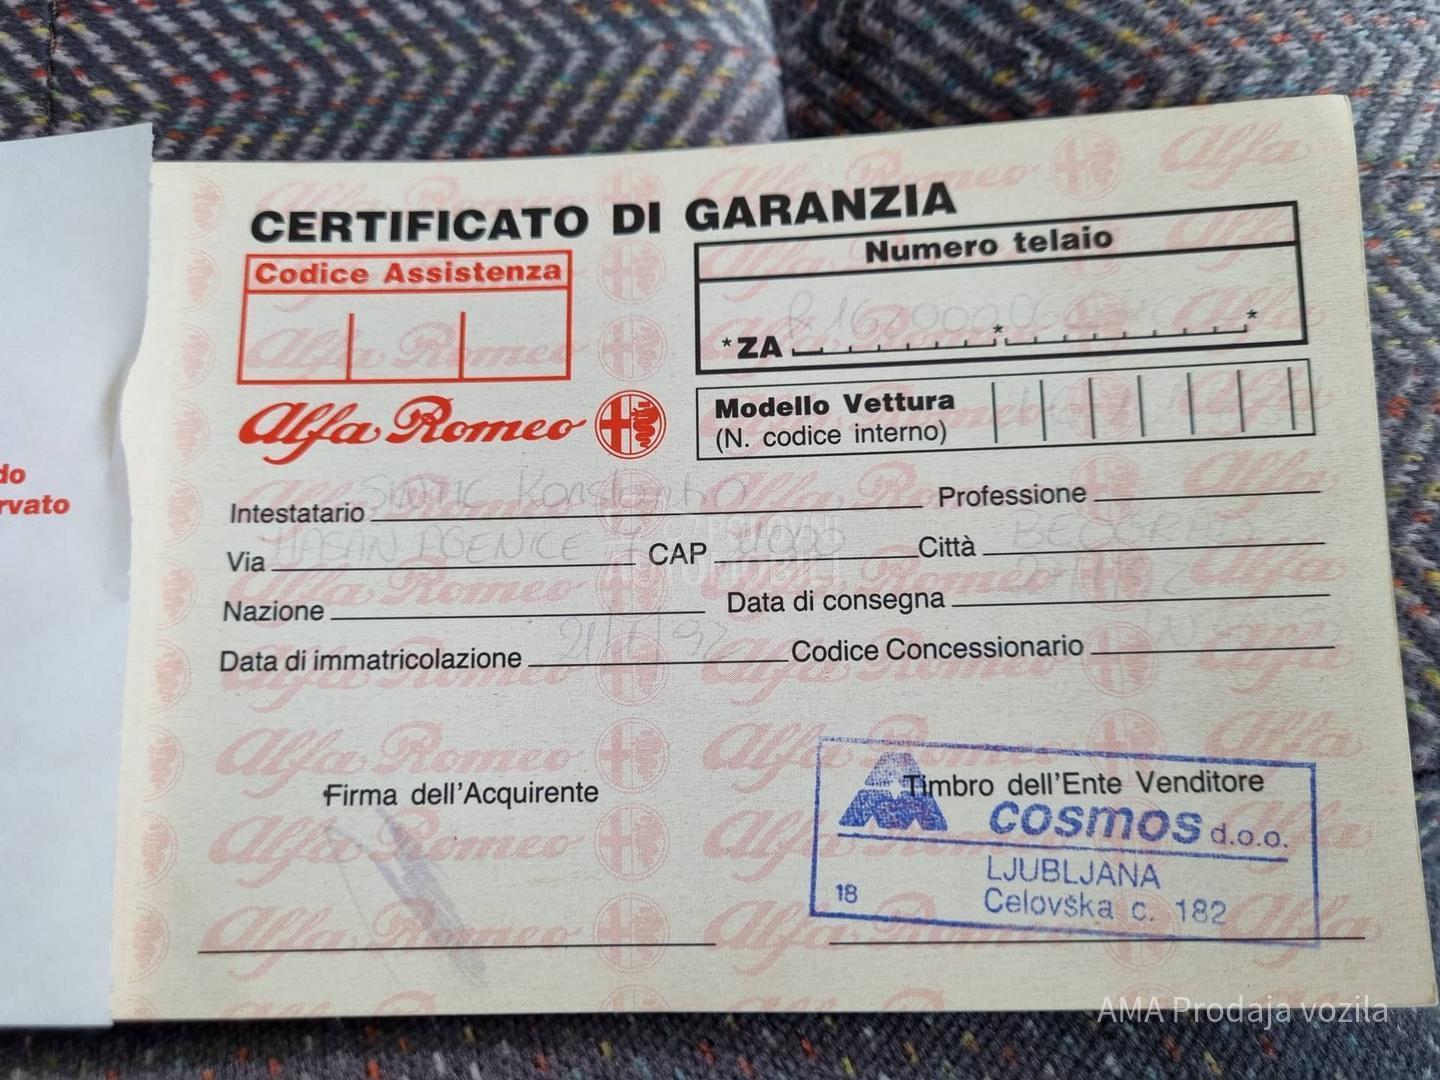 CERTIFICATO DI GARANZIA
Codice Assistenza
Numero telaio
*ZA * *
Alfa Romeo
Modello Vettura
(N. codice interno)
Intestatario
Professione
Via HASAN AGENICE CAP Città
Nazione
Data di consegna
Data di immatricolazione
Codice Concessionario
Firma dell'Acquirente
Timbro dell'Ente Venditore
cosmos d.o.o.
LJUBLJANA
18 Celovška c. 182
do
rvato
AMA Prodaja vozila